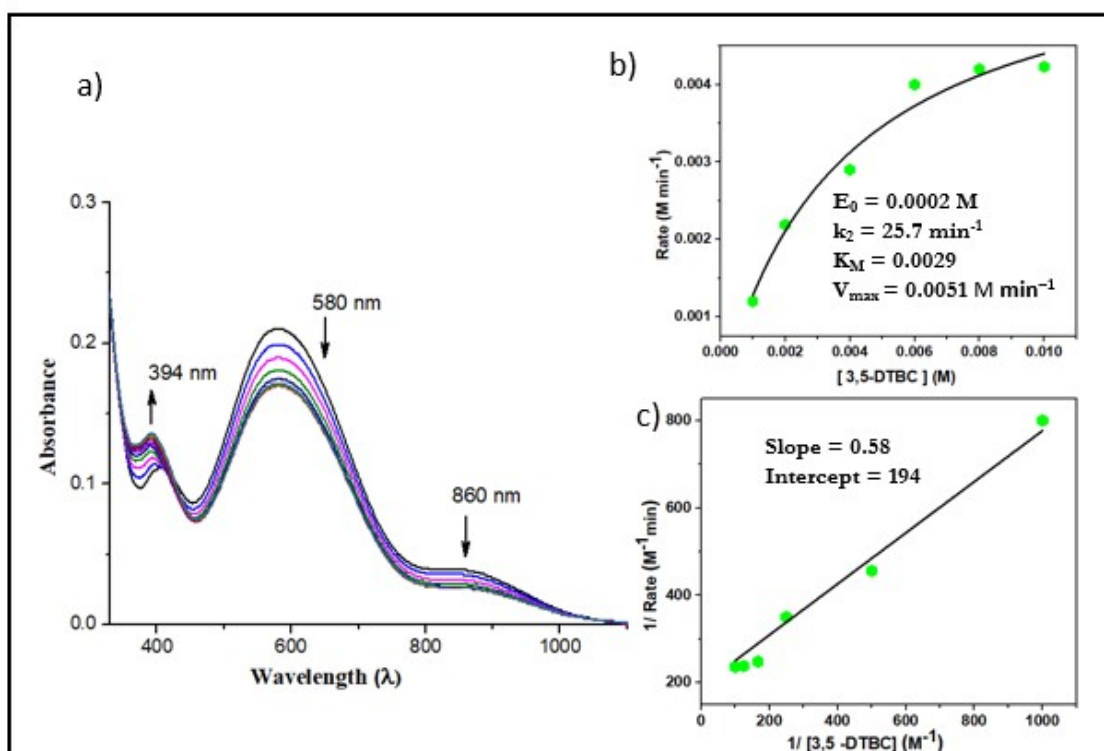 a)
0.3
0.2
0.1
0.0
400
600
800
1000
394 nm
580 nm
860 nm
Absorbance
Wavelength (λ)
b)
0.004
0.003
0.002
0.001
Rate (M min⁻¹)
E₀ = 0.0002 M
k₂ = 25.7 min⁻¹
K_M = 0.0029
V_max = 0.0051 M min⁻¹
0.000
0.002
0.004
0.006
0.008
0.010
[ 3,5-DTBC ] (M)
c)
800
600
400
200
1/ Rate (M⁻¹min)
Slope = 0.58
Intercept = 194
0
200
400
600
800
1000
1/ [3,5 -DTBC] (M⁻¹)